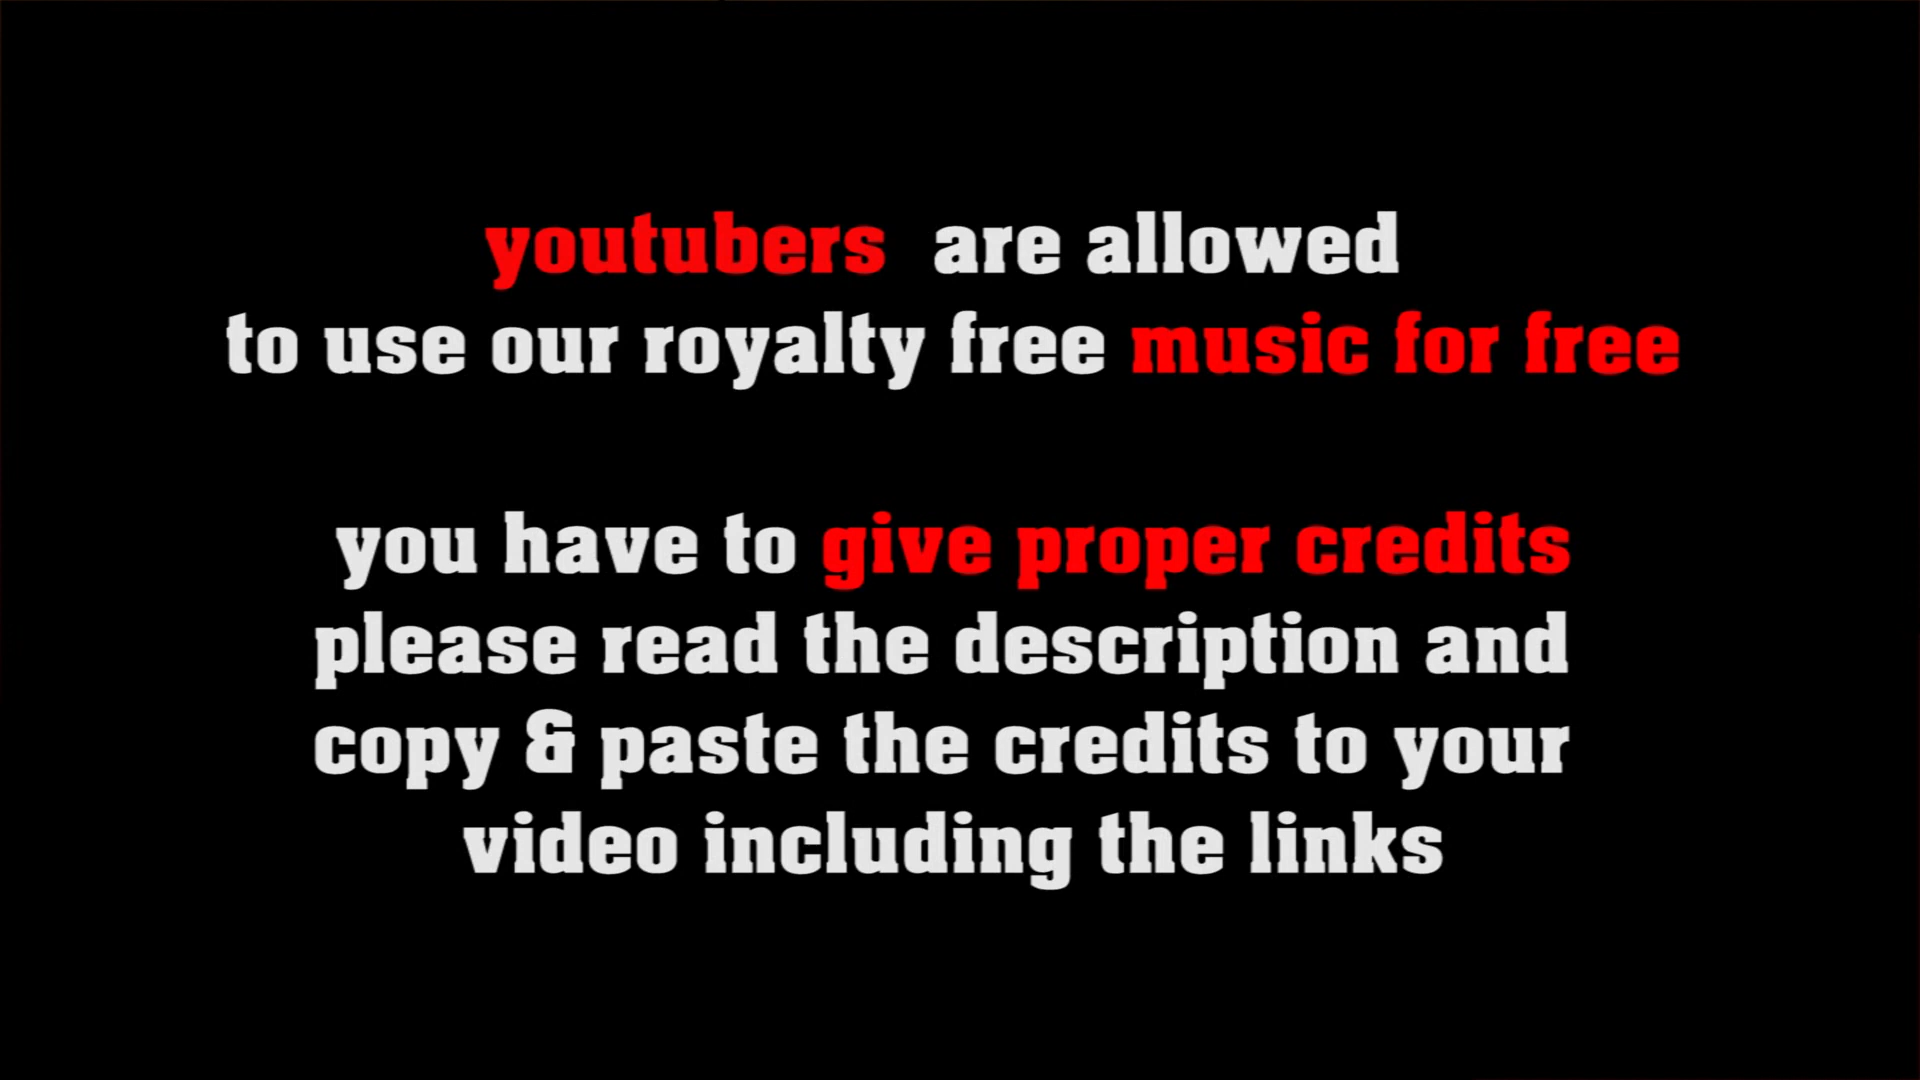 youtubers are allowed
to use our royalty free music for free
you have to give proper credits
please read the description and
copy & paste the credits to your
video including the links